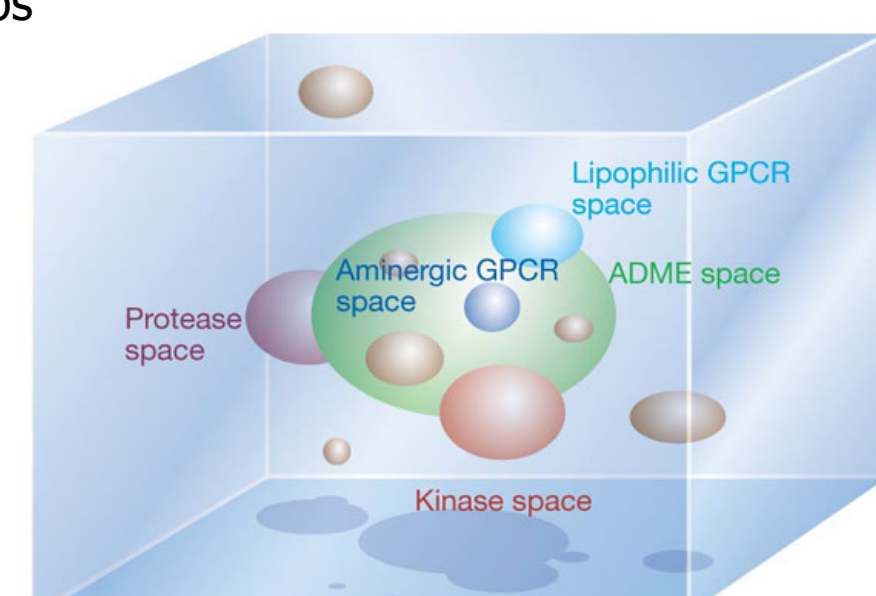 Lipophilic GPCR
space
Aminergic GPCR
space
ADME space
Protease
space
Kinase space